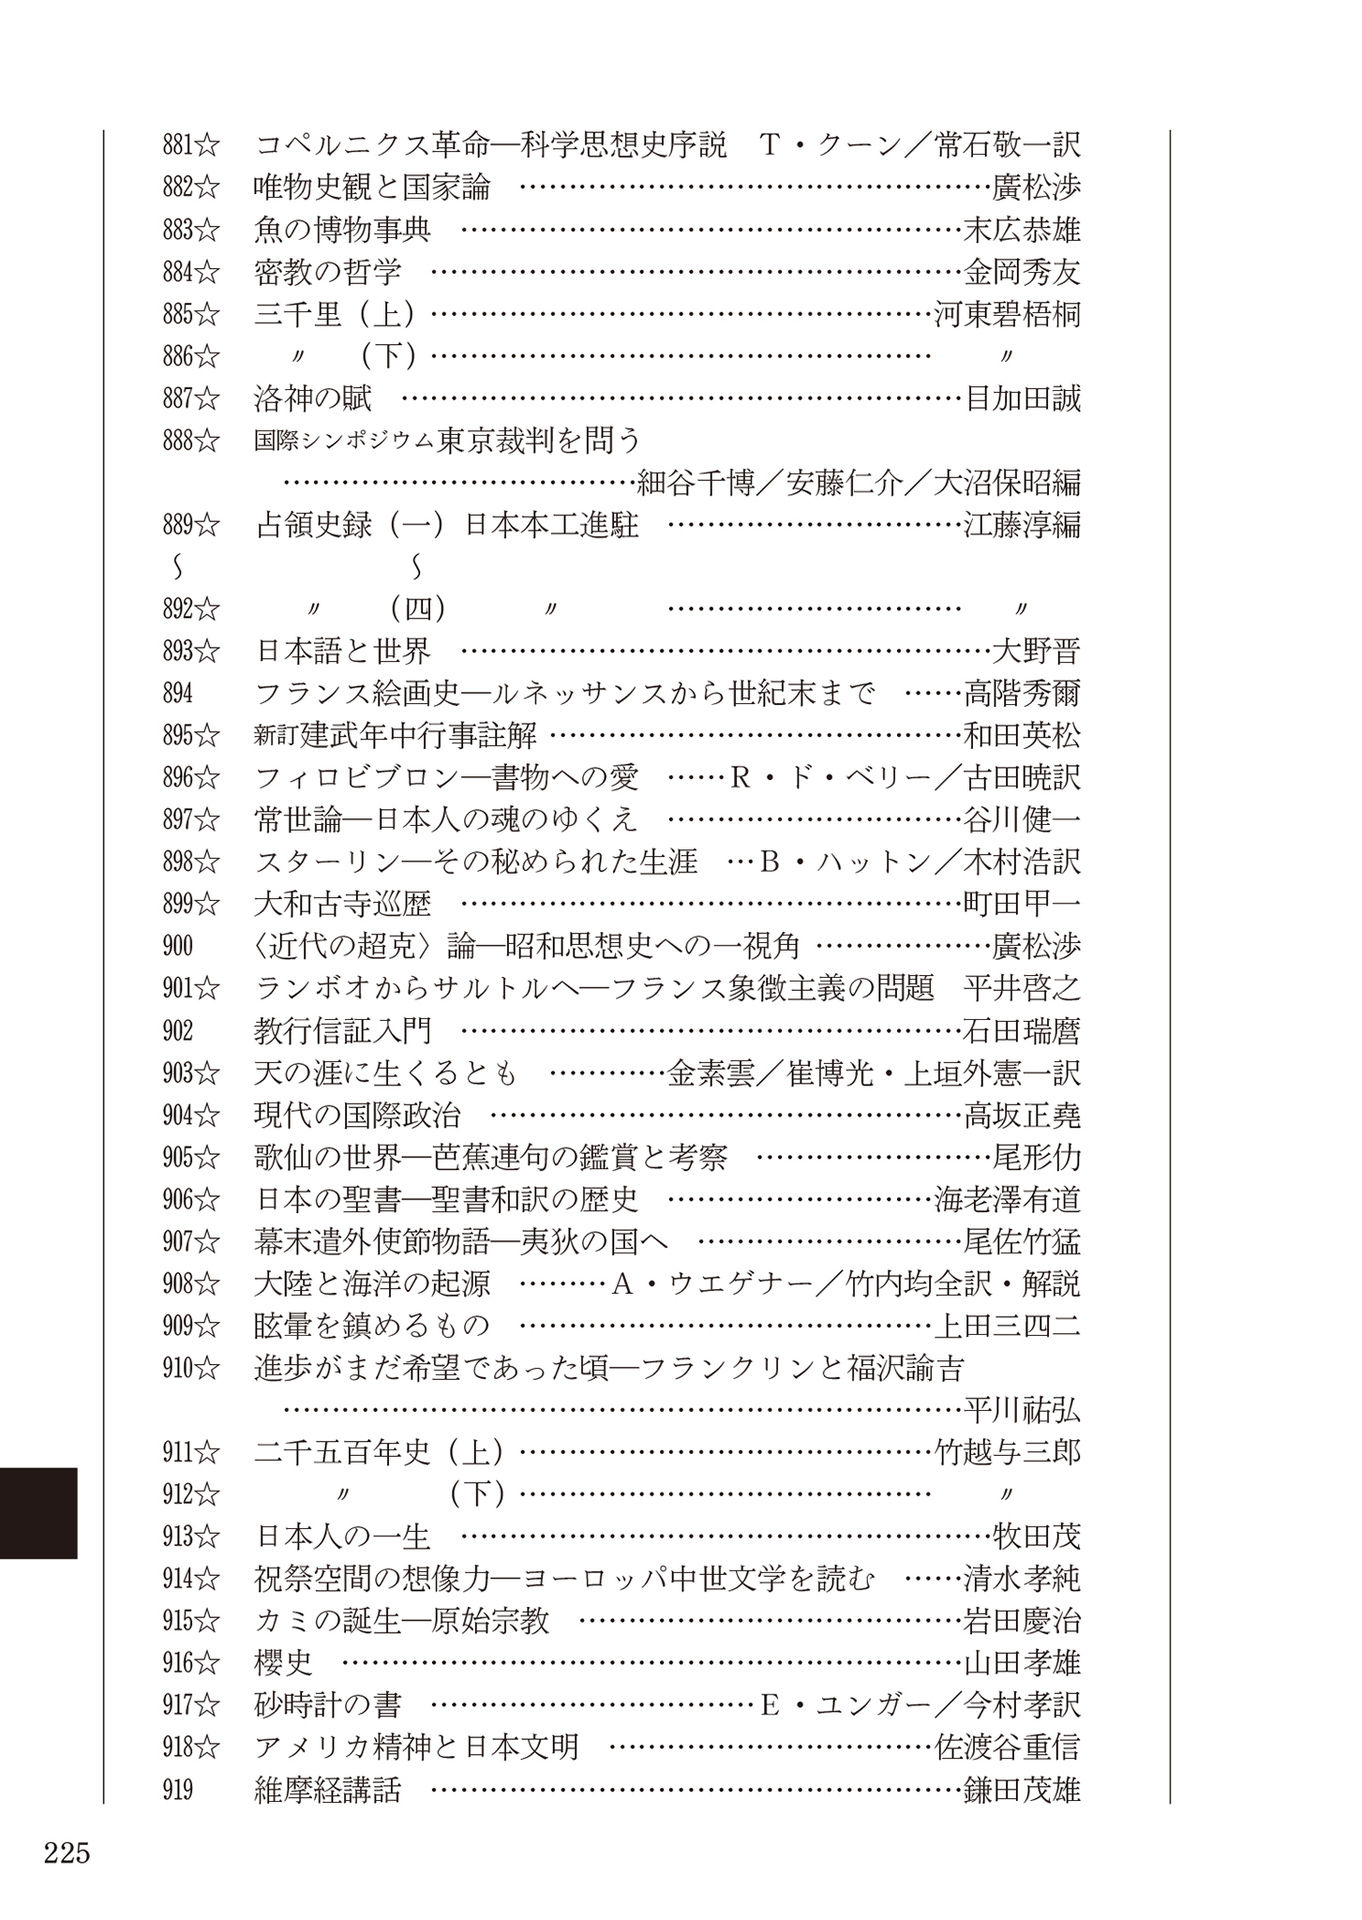 881☆ コペルニクス革命―科学思想史序説 T・クーン／常石敬一訳
882☆ 唯物史観と国家論 ………………………………………廣松渉
883☆ 魚の博物事典 ……………………………………………末広恭雄
884☆ 密教の哲学 ………………………………………………金岡秀友
885☆ 三千里（上）……………………………………………河東碧梧桐
886☆ 〃 （下）…………………………………………… 〃
887☆ 洛神の賦 …………………………………………………目加田誠
888☆ 国際シンポジウム東京裁判を問う
………………………………細谷千博／安藤仁介／大沼保昭編
889☆ 占領史録（一）日本本工進駐 …………………………江藤淳編
〜 〜
892☆ 〃 （四） 〃 ………………………… 〃
893☆ 日本語と世界 ………………………………………………大野晋
894 フランス絵画史―ルネッサンスから世紀末まで ……高階秀爾
895☆ 新訂建武年中行事註解 ……………………………………和田英松
896☆ フィロビブロン―書物への愛 ……R・ド・ベリー／古田暁訳
897☆ 常世論―日本人の魂のゆくえ …………………………谷川健一
898☆ スターリン―その秘められた生涯 …B・ハットン／木村浩訳
899☆ 大和古寺巡歴 ……………………………………………町田甲一
900 〈近代の超克〉論―昭和思想史への一視角 ………………廣松渉
901☆ ランボオからサルトルへ―フランス象徴主義の問題 平井啓之
902 教行信証入門 ……………………………………………石田瑞麿
903☆ 天の涯に生くるとも …………金素雲／崔博光・上垣外憲一訳
904☆ 現代の国際政治 …………………………………………高坂正堯
905☆ 歌仙の世界―芭蕉連句の鑑賞と考察 ……………………尾形仂
906☆ 日本の聖書―聖書和訳の歴史 ………………………海老澤有道
907☆ 幕末遣外使節物語―夷狄の国へ ………………………尾佐竹猛
908☆ 大陸と海洋の起源 ………A・ウエゲナー／竹内均全訳・解説
909☆ 眩暈を鎮めるもの ……………………………………上田三四二
910☆ 進歩がまだ希望であった頃―フランクリンと福沢諭吉
……………………………………………………………平川祐弘
911☆ 二千五百年史（上）……………………………………竹越与三郎
912☆ 〃 （下）…………………………………… 〃
913☆ 日本人の一生 ………………………………………………牧田茂
914☆ 祝祭空間の想像力―ヨーロッパ中世文学を読む ……清水孝純
915☆ カミの誕生―原始宗教 …………………………………岩田慶治
916☆ 櫻史 ………………………………………………………山田孝雄
917☆ 砂時計の書 ……………………………E・ユンガー／今村孝訳
918☆ アメリカ精神と日本文明 ……………………………佐渡谷重信
919 維摩経講話 ………………………………………………鎌田茂雄
225